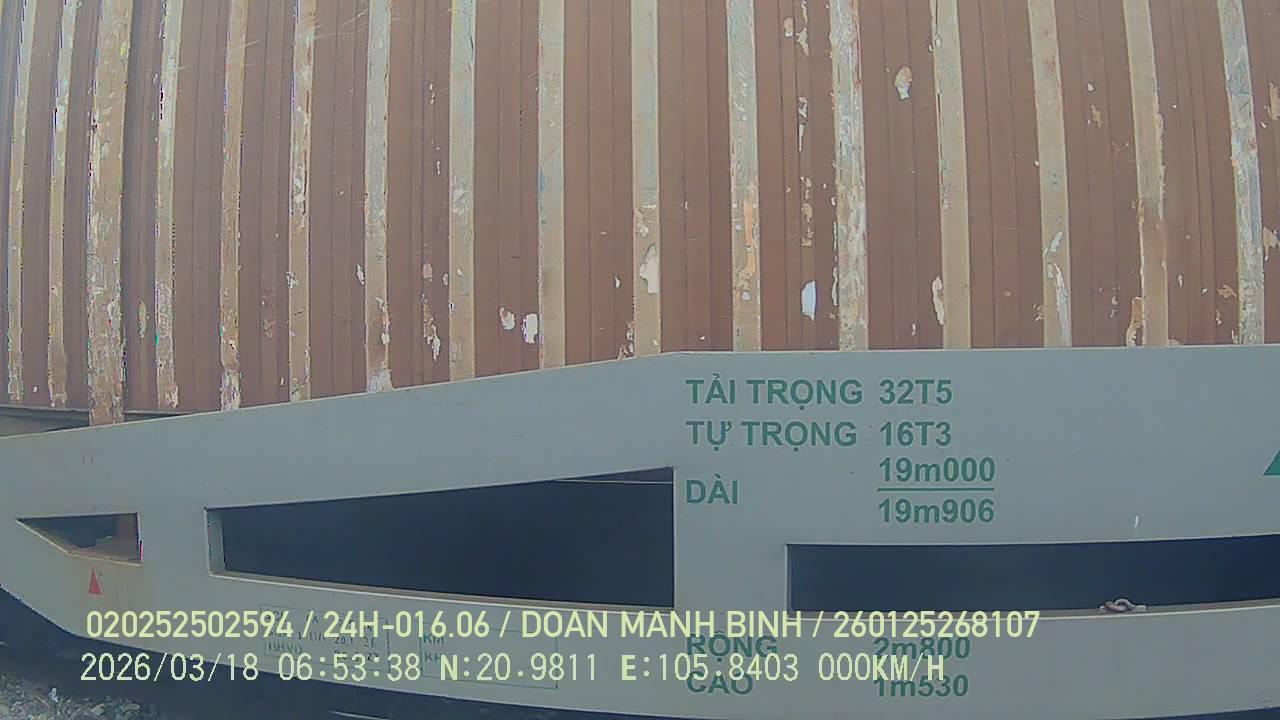 TẢI TRỌNG 32T5
TỰ TRỌNG 16T3
DÀI 19m000
19m906
RỘNG 2m800
CAO 1m530
020252502594 / 24H-016.06 / DOAN MANH BINH / 260125268107
2026/03/18 06:53:38 N:20.9811 E:105.8403 000KM/H